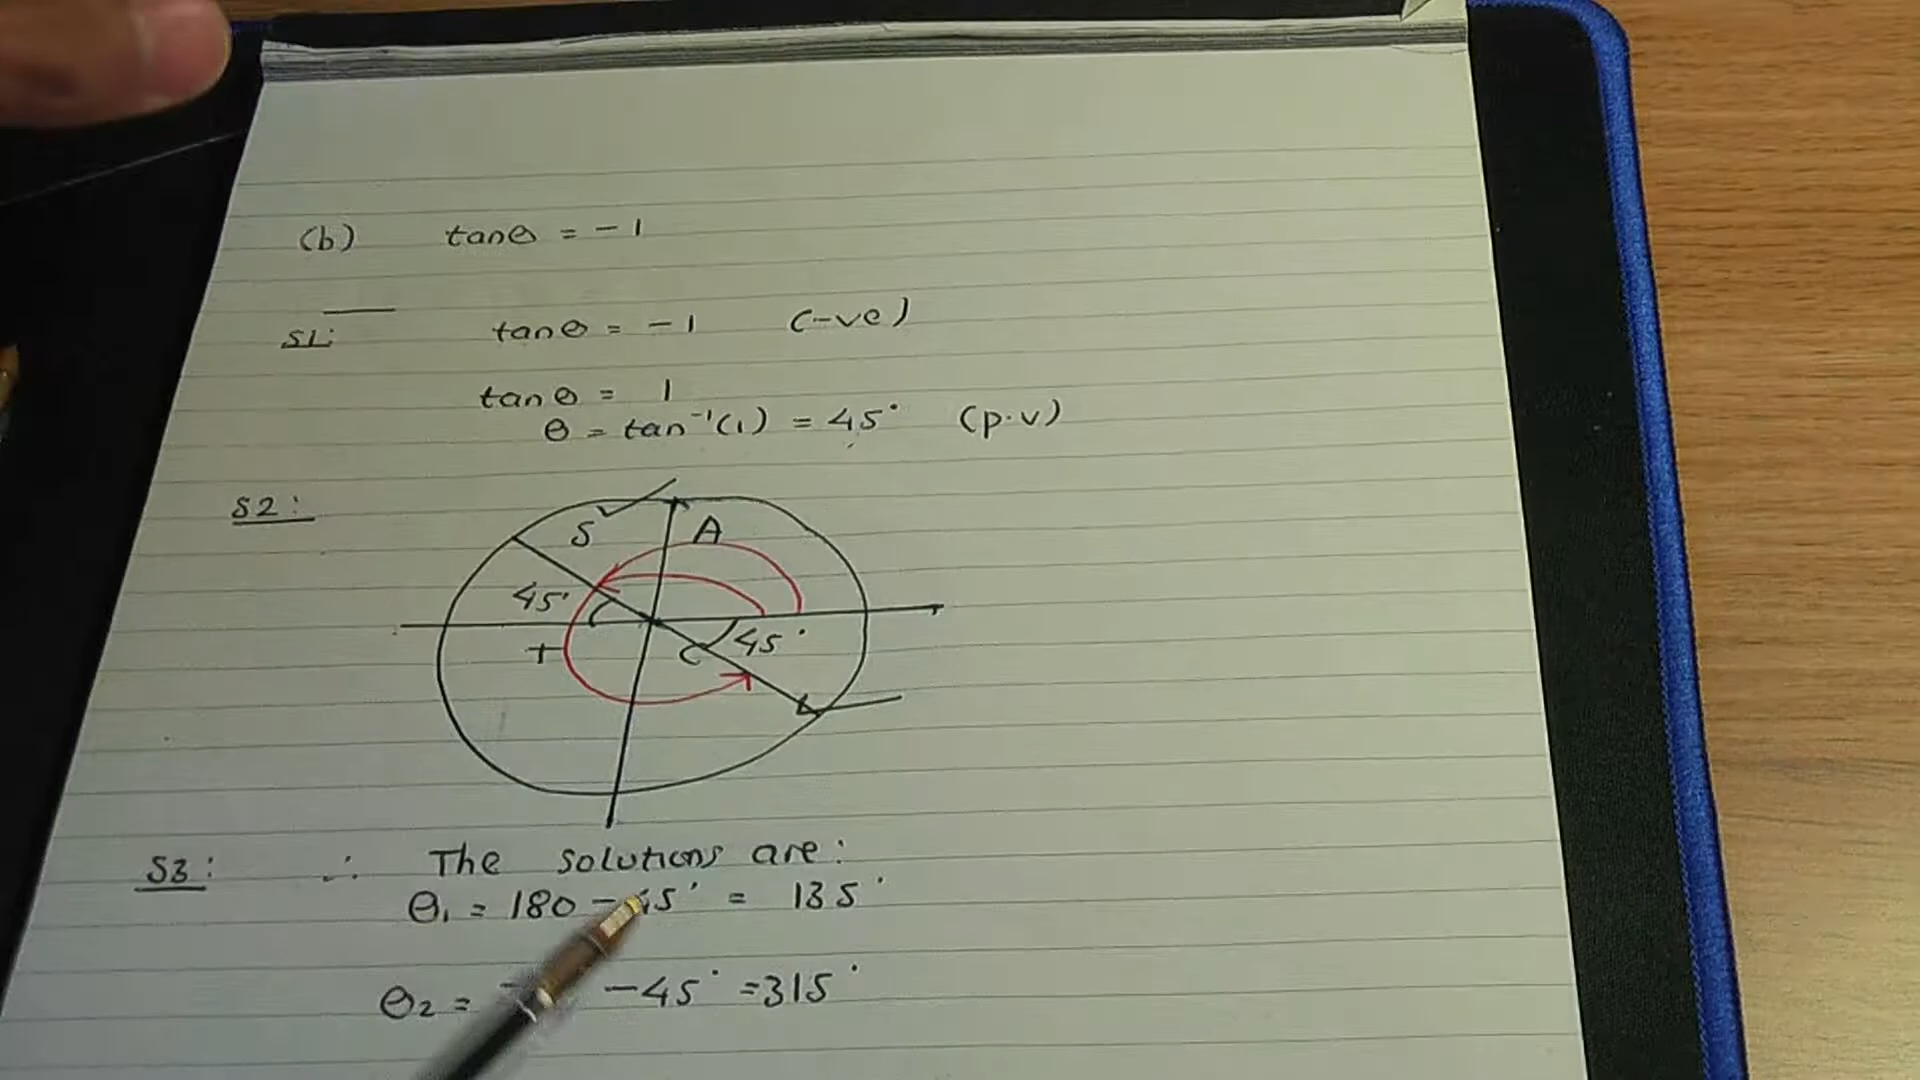 (b) tanθ = -1
S1: tanθ = -1 (-ve)
tanθ = 1
θ = tan⁻¹(1) = 45° (p.v)
S2:
S A
45°
T C 45°
S3: ∴ The solutions are:
θ₁ = 180 - 45° = 135°
θ₂ = - 45° = 315°